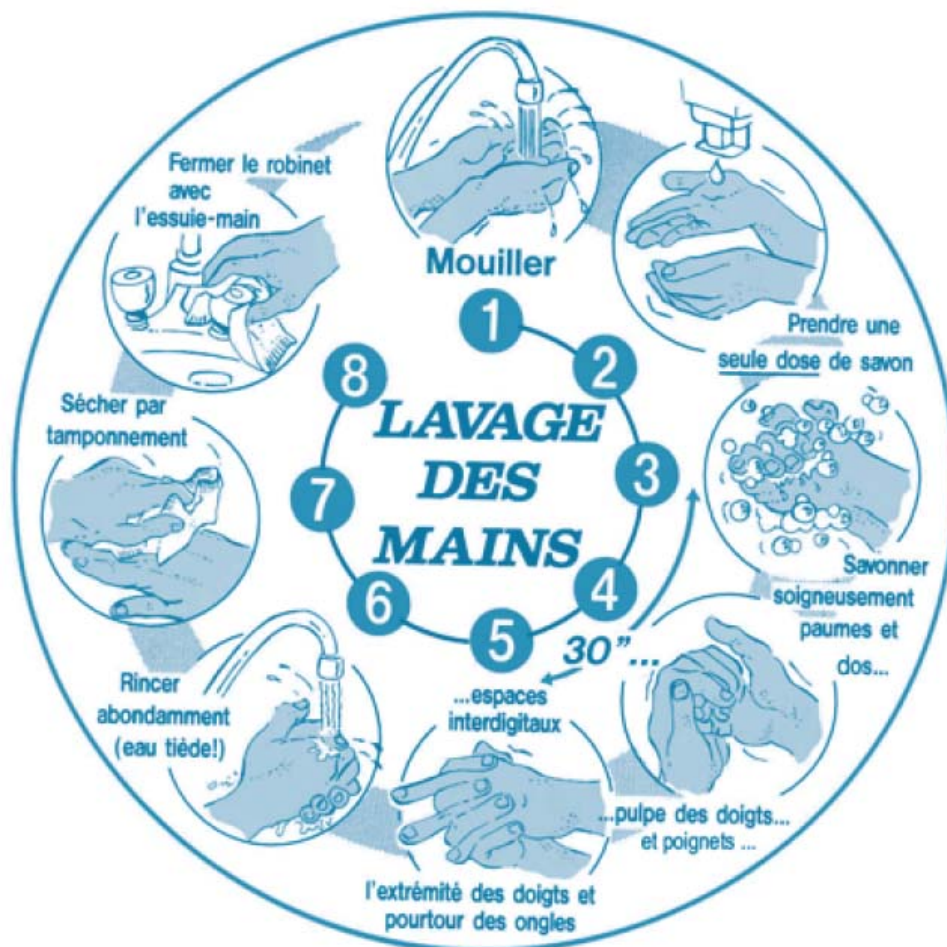 Mouiller
1
Prendre une
seule dose de savon
2
Savonner
soigneusement
paumes et
dos...
3
...pulpe des doigts...
et poignets ...
4
30”...
...espaces
interdigitaux
5
l'extrémité des doigts et
pourtour des ongles
Rincer
abondamment
(eau tiède!)
6
Sécher par
tamponnement
7
Fermer le robinet
avec
l'essuie-main
8
LAVAGE
DES
MAINS